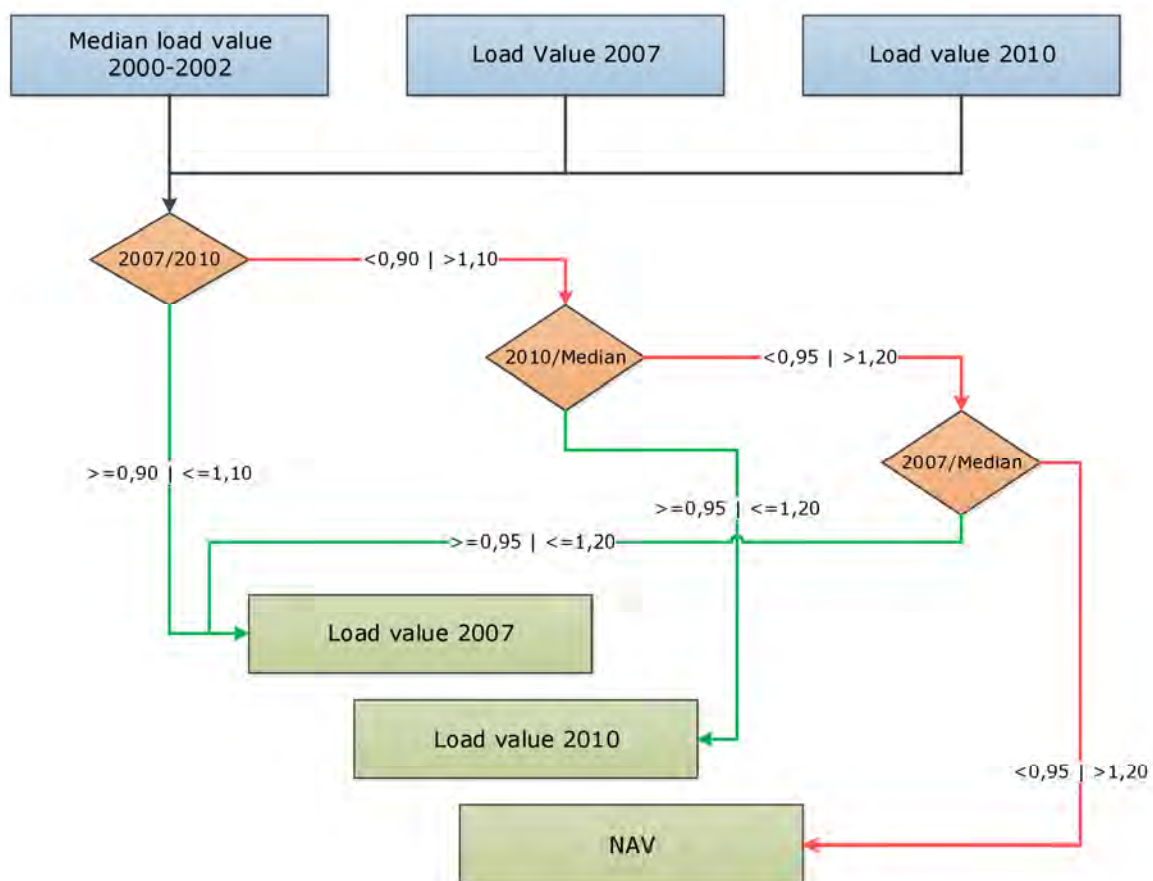 Median load value
2000-2002
Load Value 2007
Load value 2010
2007/2010
<0,90 | >1,10
2010/Median
<0,95 | >1,20
2007/Median
>=0,90 | <=1,10
>=0,95 | <=1,20
>=0,95 | <=1,20
Load value 2007
Load value 2010
<0,95 | >1,20
NAV